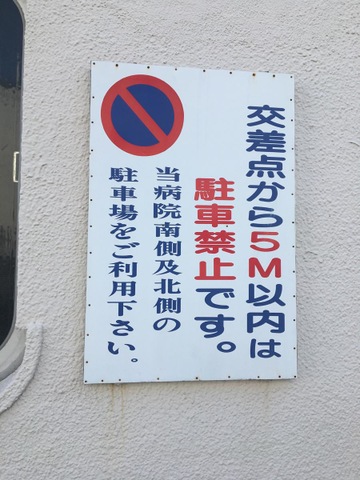 交差点から5M以内は
駐車禁止です。
当病院南側及北側の
駐車場をご利用下さい。